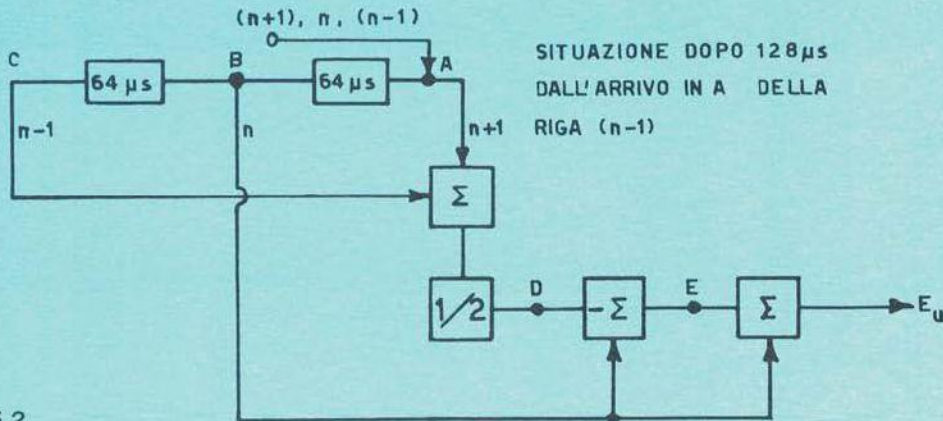 (n+1), n, (n-1)
SITUAZIONE DOPO 128µs
DALL'ARRIVO IN A DELLA
RIGA (n-1)
C
64 µs
B
64 µs
A
n-1
n
n+1
Σ
1/2
D
-Σ
E
Σ
Eu